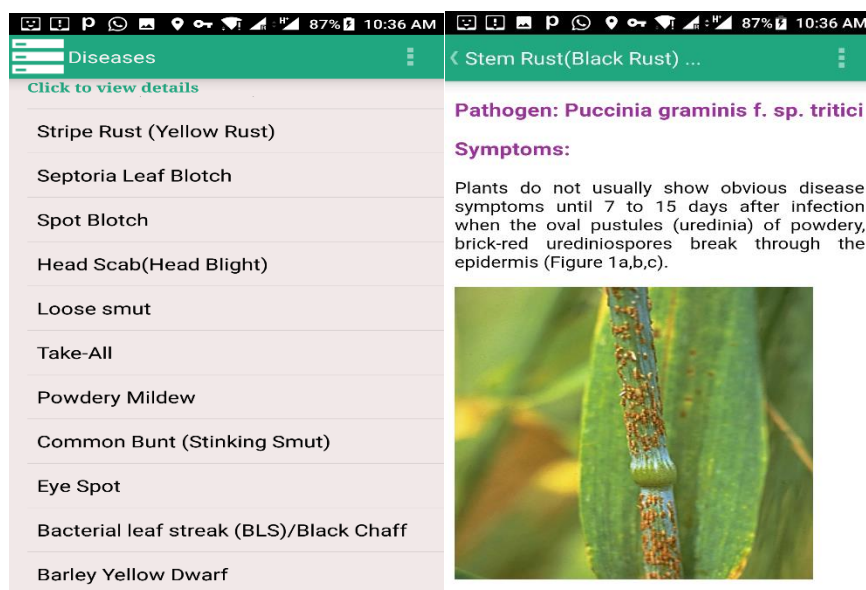 87% 10:36 AM
Diseases
Click to view details
Stripe Rust (Yellow Rust)
Septoria Leaf Blotch
Spot Blotch
Head Scab(Head Blight)
Loose smut
Take-All
Powdery Mildew
Common Bunt (Stinking Smut)
Eye Spot
Bacterial leaf streak (BLS)/Black Chaff
Barley Yellow Dwarf
87% 10:36 AM
Stem Rust(Black Rust) ...
Pathogen: Puccinia graminis f. sp. tritici
Symptoms:
Plants do not usually show obvious disease
symptoms until 7 to 15 days after infection
when the oval pustules (uredinia) of powdery,
brick-red urediniospores break through the
epidermis (Figure 1a,b,c).